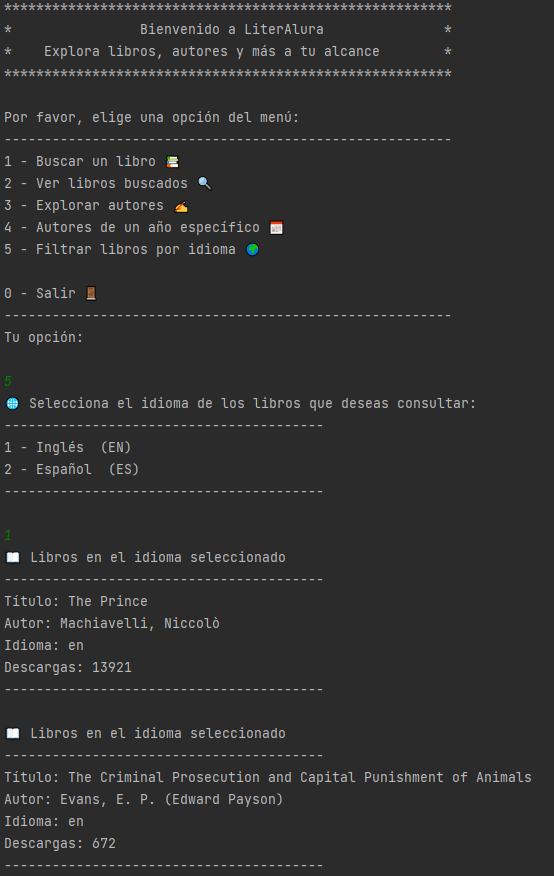 ********************************************************
*                Bienvenido a LiterAlura               *
*    Explora libros, autores y más a tu alcance        *
********************************************************
Por favor, elige una opción del menú:
--------------------------------------------------------
1 - Buscar un libro 📚
2 - Ver libros buscados 🔍
3 - Explorar autores ✍
4 - Autores de un año específico 📅
5 - Filtrar libros por idioma 🌍
0 - Salir 🚪
--------------------------------------------------------
Tu opción:
5
🌐 Selecciona el idioma de los libros que deseas consultar:
----------------------------------------
1 - Inglés  (EN)
2 - Español  (ES)
----------------------------------------
1
📖 Libros en el idioma seleccionado
----------------------------------------
Título: The Prince
Autor: Machiavelli, Niccolò
Idioma: en
Descargas: 13921
----------------------------------------
📖 Libros en el idioma seleccionado
----------------------------------------
Título: The Criminal Prosecution and Capital Punishment of Animals
Autor: Evans, E. P. (Edward Payson)
Idioma: en
Descargas: 672
----------------------------------------